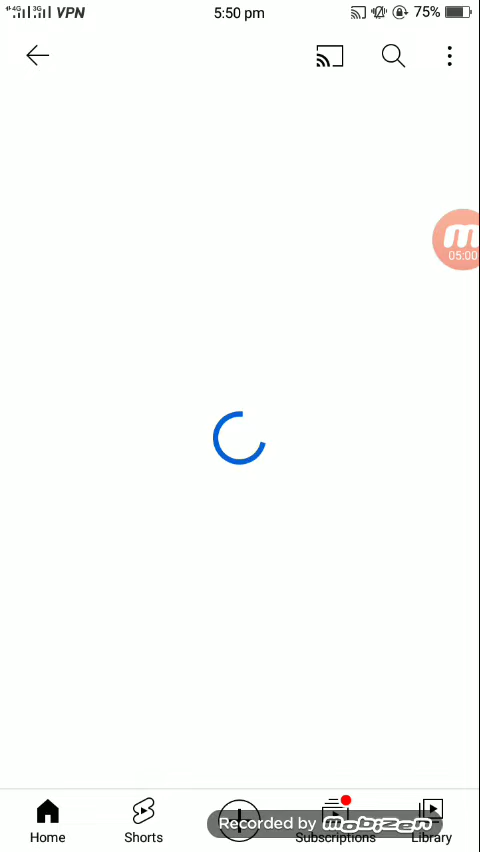 4G 3G VPN 5:50 pm 75%
m
05:00
Home Shorts Subscriptions Library
Recorded by mobizen